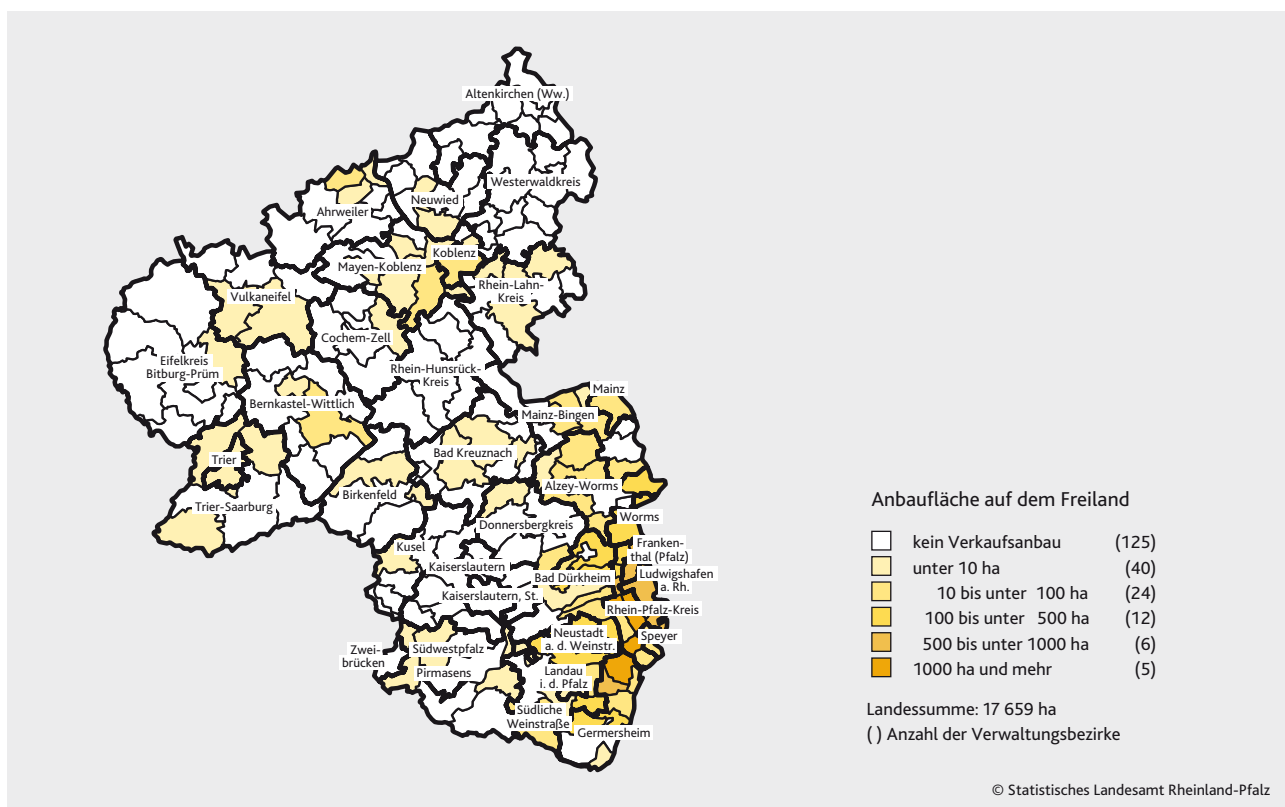 Altenkirchen (Ww.)
Westerwaldkreis
Neuwied
Ahrweiler
Koblenz
Mayen-Koblenz
Rhein-Lahn-
Kreis
Vulkaneifel
Cochem-Zell
Eifelkreis
Bitburg-Prüm
Rhein-Hunsrück-
Kreis
Mainz
Bernkastel-Wittlich
Mainz-Bingen
Bad Kreuznach
Trier
Alzey-Worms
Birkenfeld
Trier-Saarburg
Worms
Donnersbergkreis
Kusel
Franken-
thal (Pfalz)
Kaiserslautern
Bad Dürkheim
Ludwigshafen
a. Rh.
Kaiserslautern, St.
Rhein-Pfalz-Kreis
Neustadt
a. d. Weinstr.
Speyer
Zwei-
brücken
Südwestpfalz
Pirmasens
Landau
i. d. Pfalz
Südliche
Weinstraße
Germersheim
Anbaufläche auf dem Freiland
kein Verkaufsanbau (125)
unter 10 ha (40)
10 bis unter 100 ha (24)
100 bis unter 500 ha (12)
500 bis unter 1000 ha (6)
1000 ha und mehr (5)
Landessumme: 17 659 ha
( ) Anzahl der Verwaltungsbezirke
© Statistisches Landesamt Rheinland-Pfalz